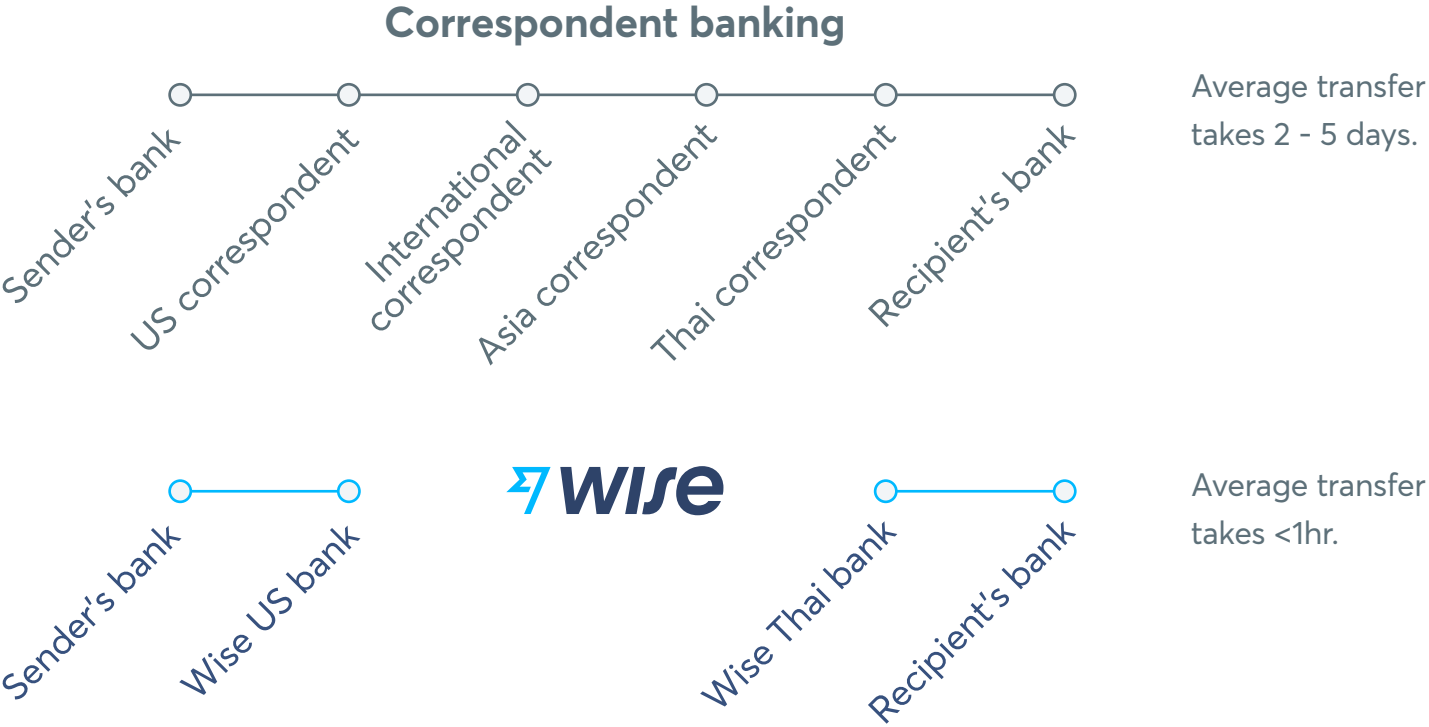 Correspondent banking
Average transfer
takes 2 - 5 days.
Sender's bank
US correspondent
International
correspondent
Asia correspondent
Thai correspondent
Recipient's bank
wise
Average transfer
takes <1hr.
Sender's bank
Wise US bank
Wise Thai bank
Recipient's bank